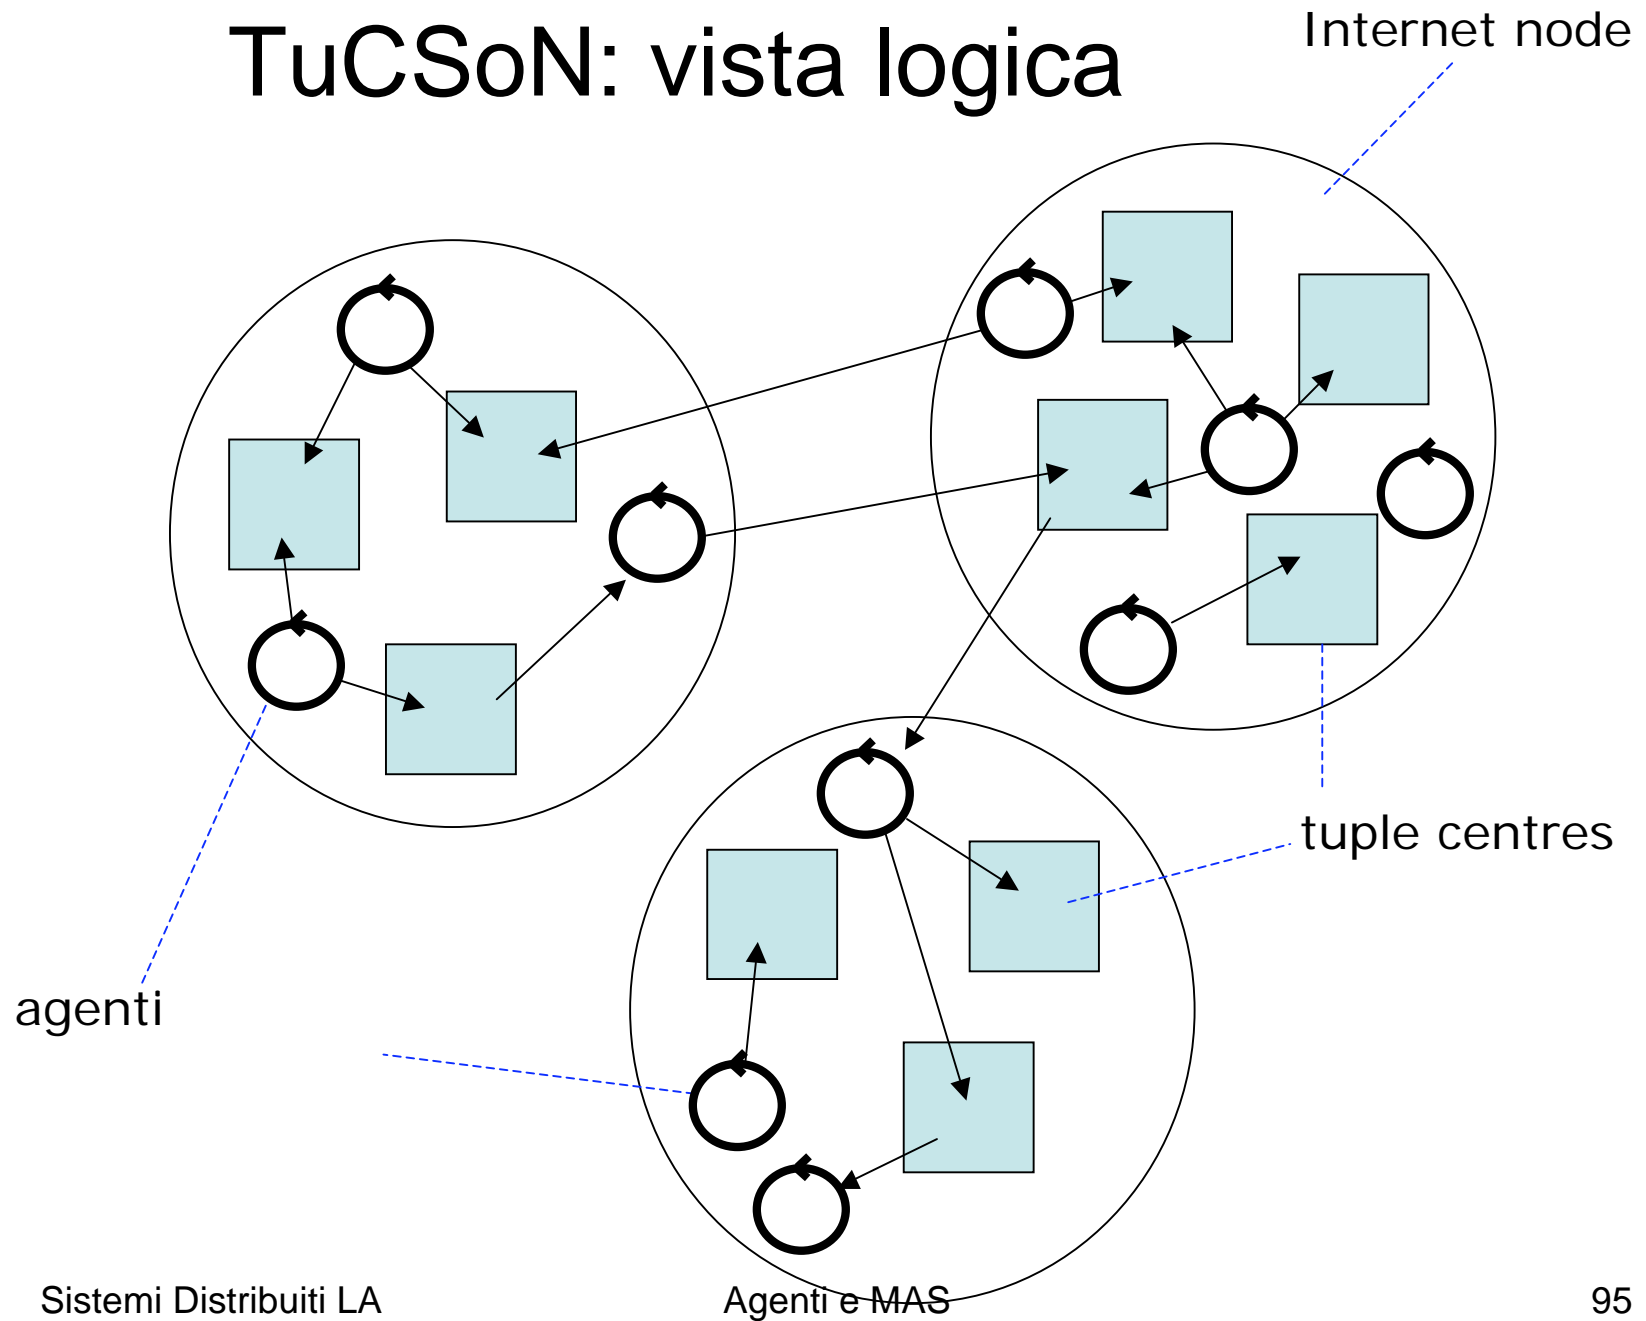 TuCSoN: vista logica
Internet node
tuple centres
agenti
Sistemi Distribuiti LA
Agenti e MAS
95